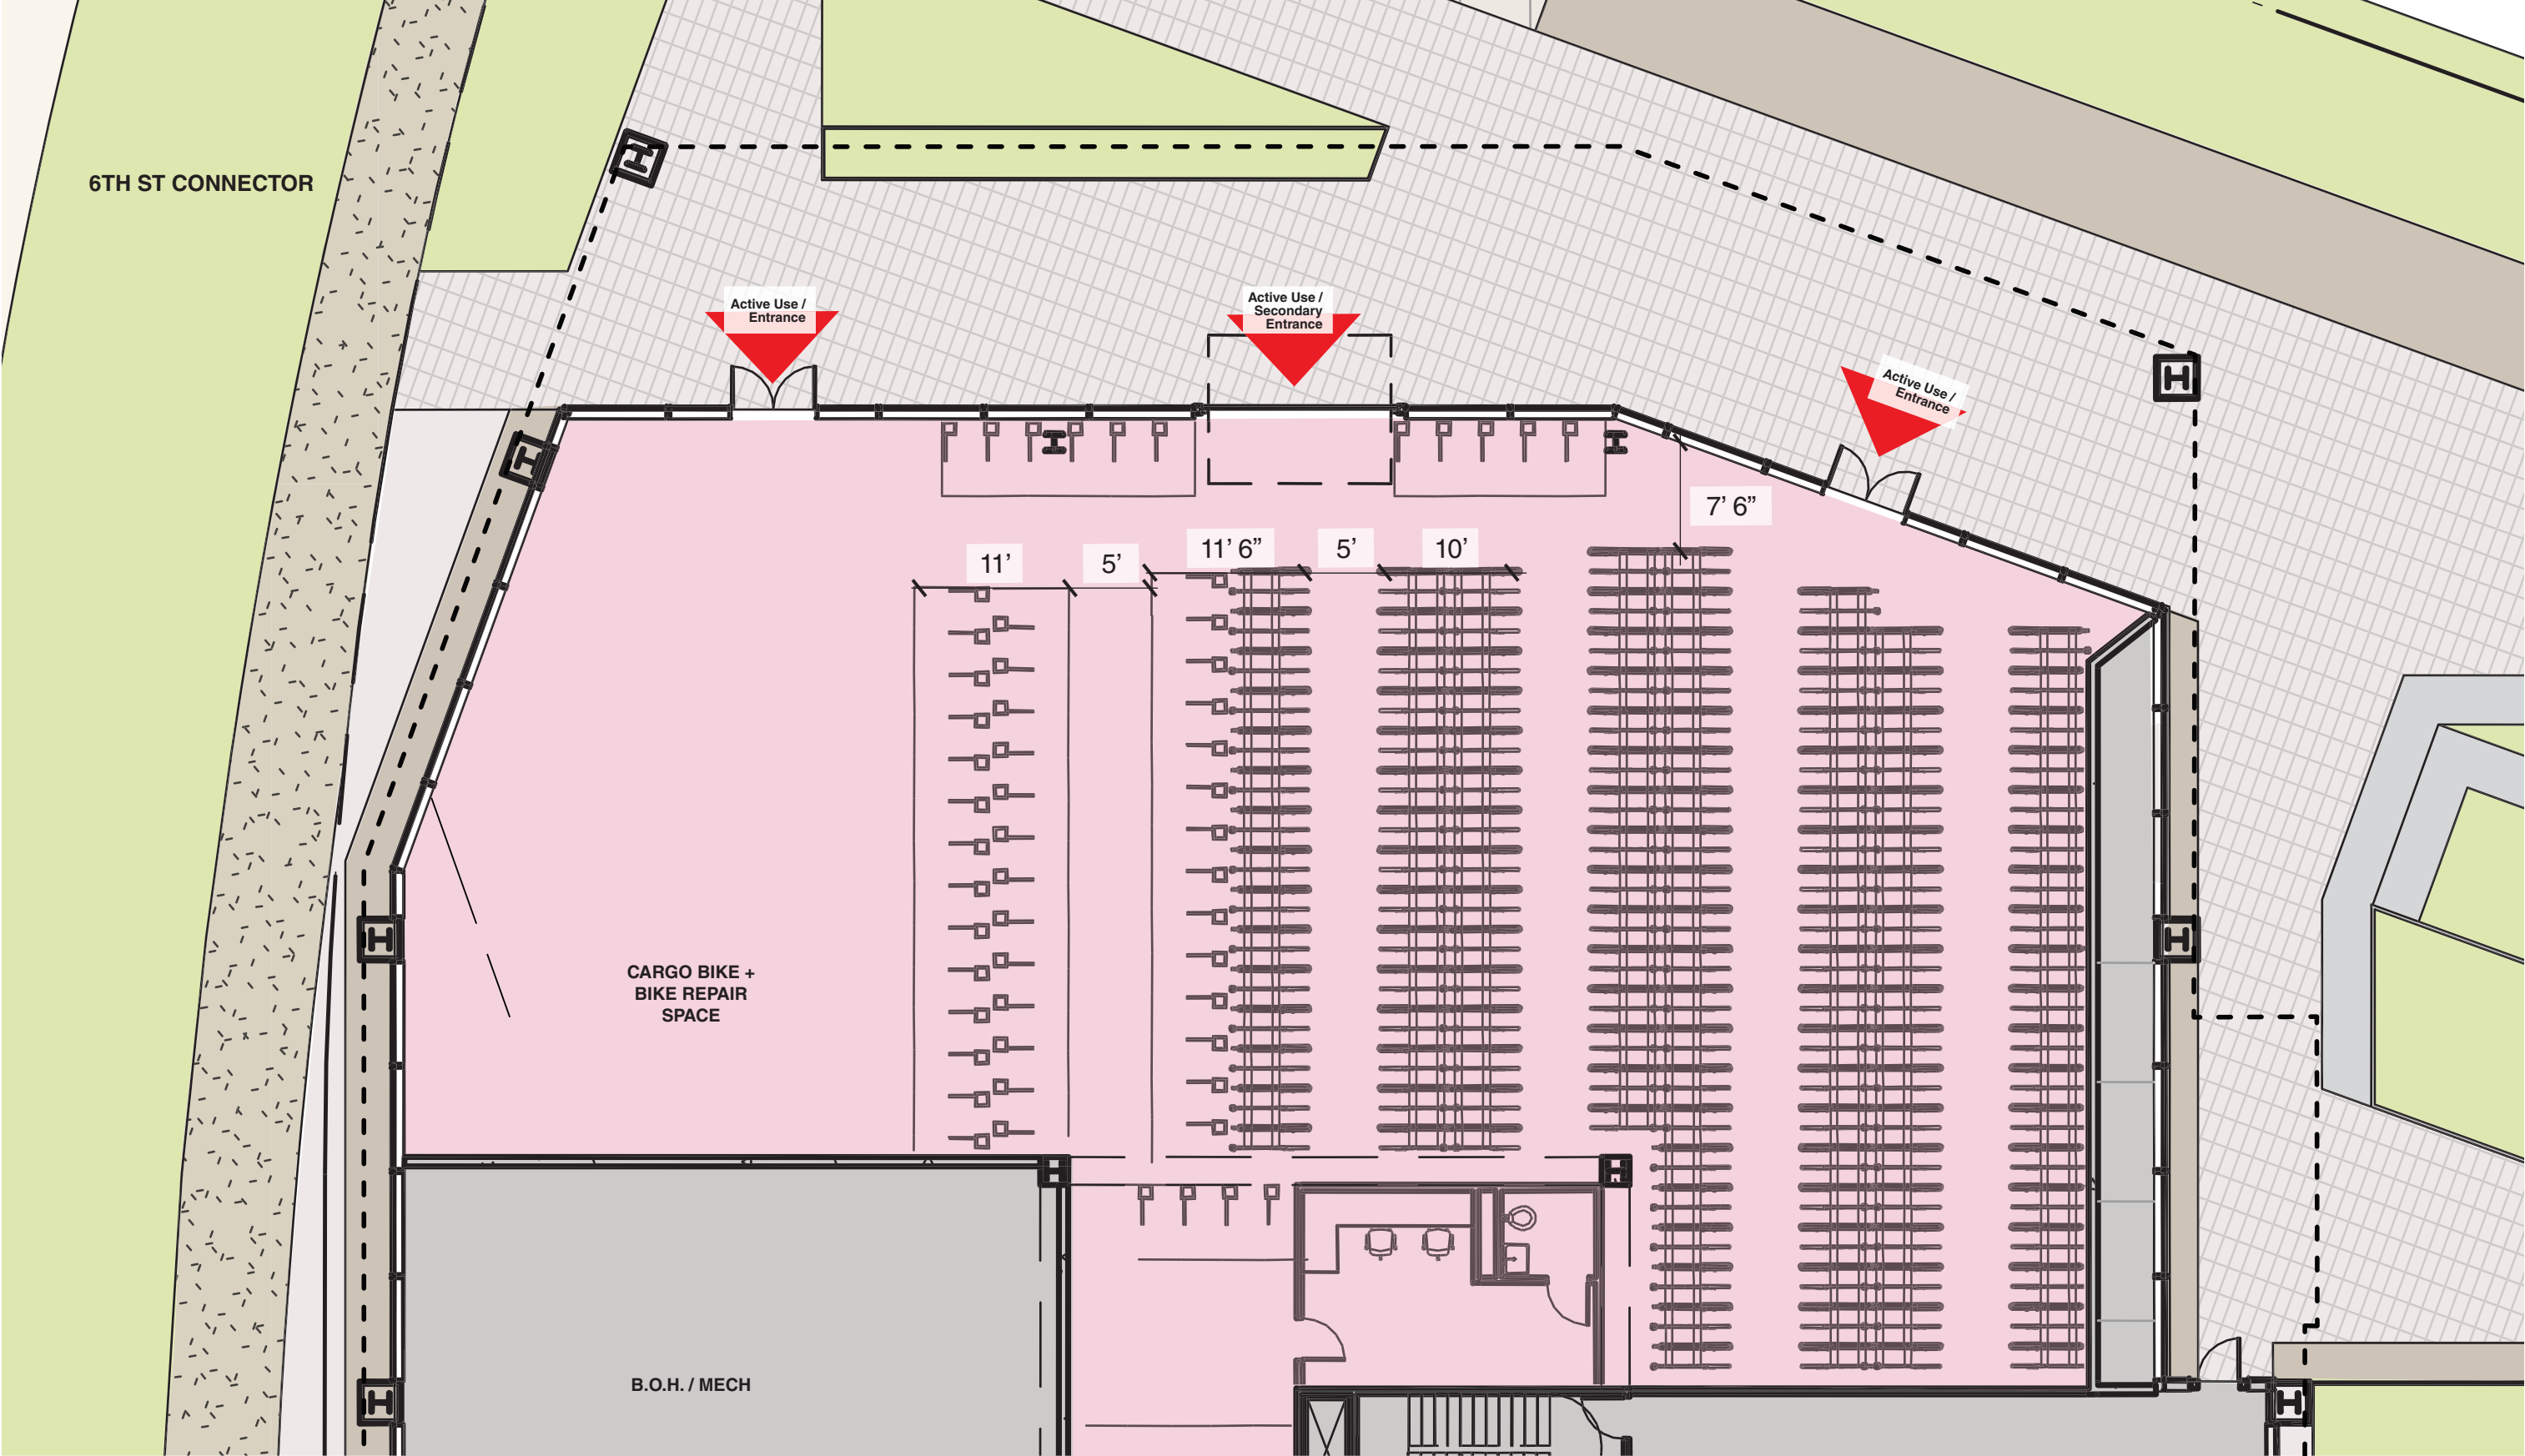 6TH ST CONNECTOR
Active Use /
Entrance
Active Use /
Secondary
Entrance
Active Use /
Entrance
7’ 6”
11’
5’
11’ 6”
5’
10’
CARGO BIKE +
BIKE REPAIR
SPACE
B.O.H. / MECH